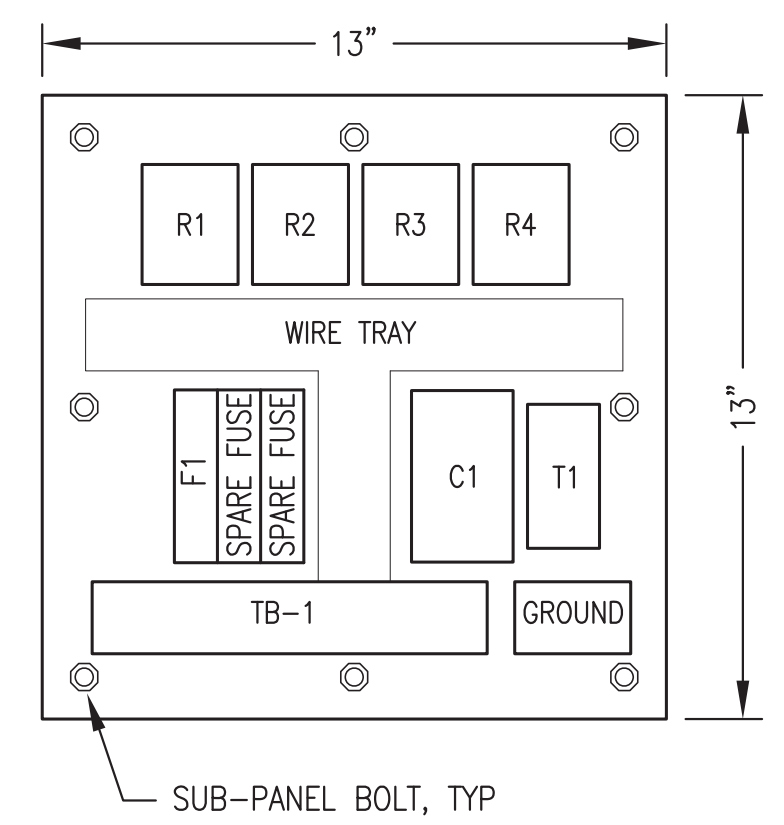 13"
R1 R2 R3 R4
WIRE TRAY
13"
F1
SPARE FUSE
SPARE FUSE
C1
T1
TB-1
GROUND
SUB-PANEL BOLT, TYP